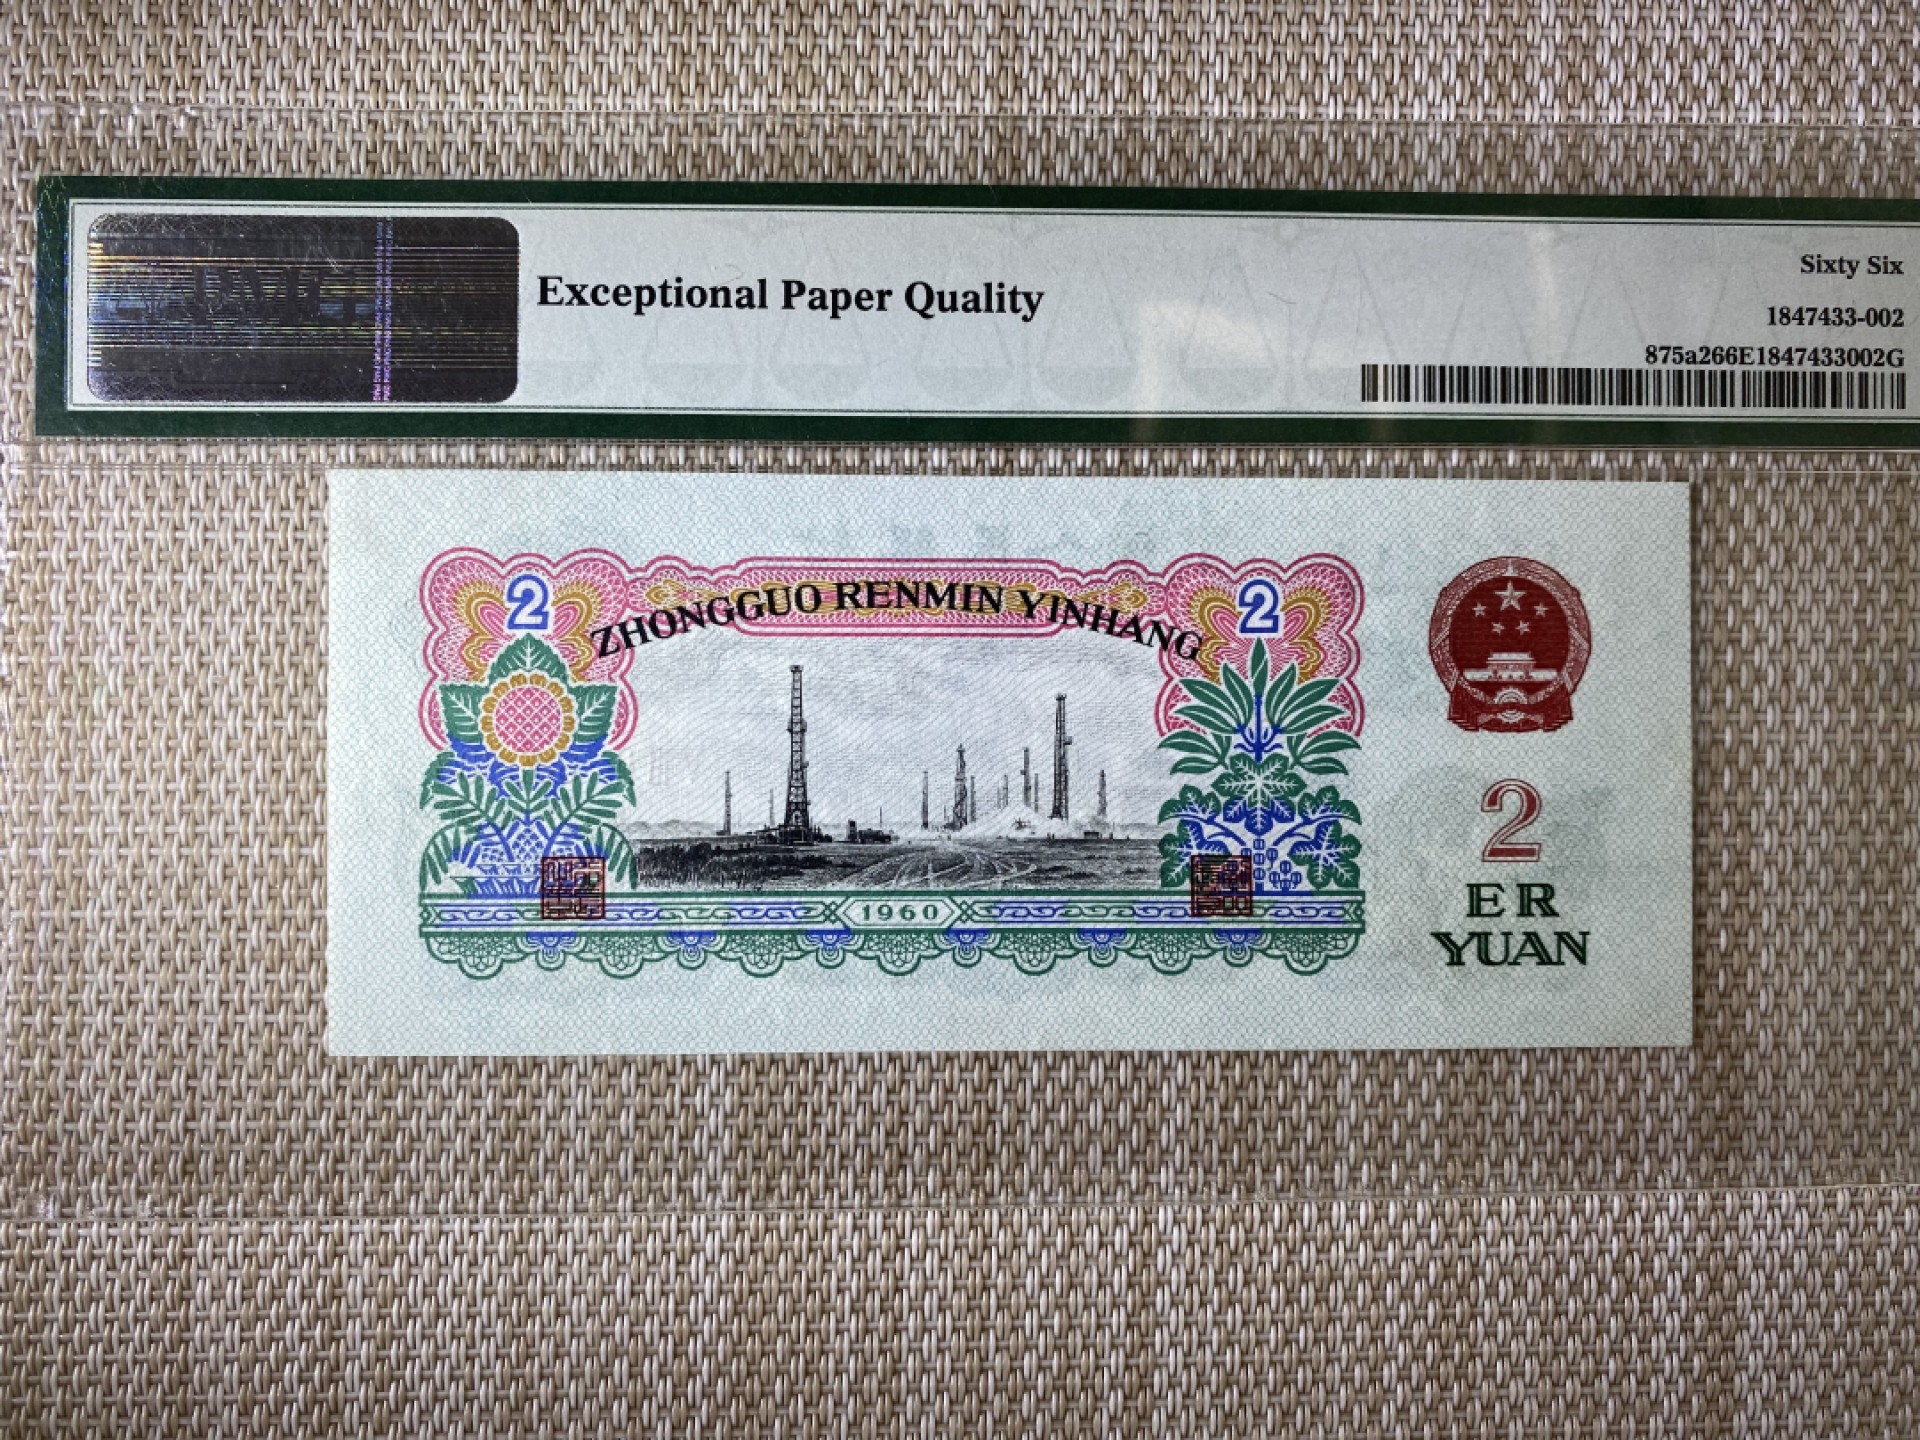 Exceptional Paper Quality
Sixty Six
1847433-002
875a266E1847433002G
ZHONGGUO RENMIN YINHANG
2
2
1960
2
ER
YUAN